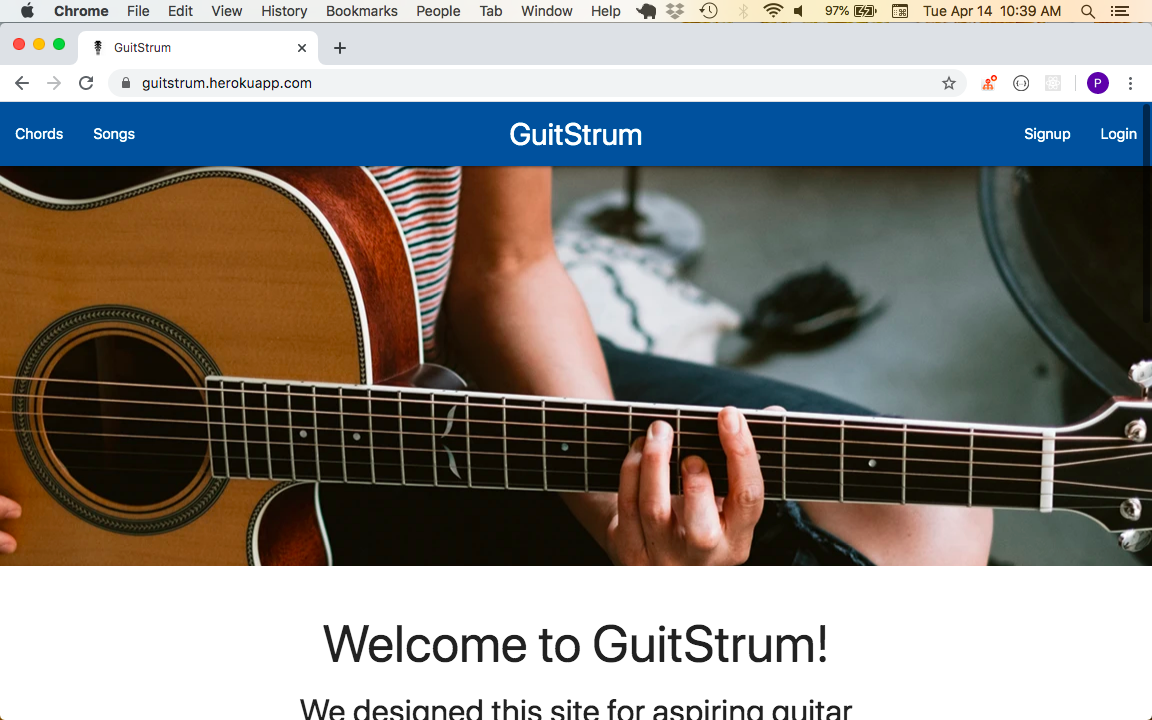 Chrome File Edit View History Bookmarks People Tab Window Help 97% Tue Apr 14 10:39 AM
GuitStrum
guitstrum.herokuapp.com P
Chords Songs GuitStrum Signup Login
Welcome to GuitStrum!
We designed this site for aspiring guitar